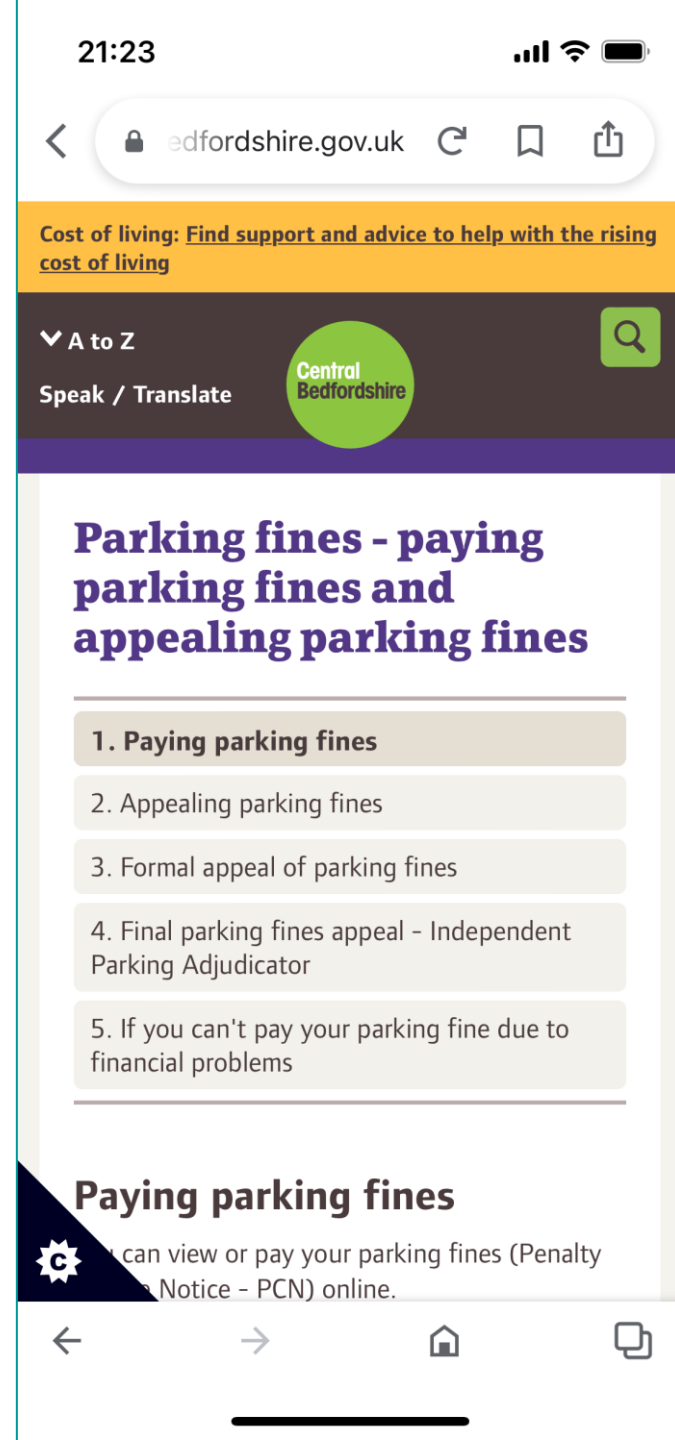 21:23
edfordshire.gov.uk
Cost of living: Find support and advice to help with the rising
cost of living
A to Z
Speak / Translate
Central
Bedfordshire
Parking fines - paying
parking fines and
appealing parking fines
1. Paying parking fines
2. Appealing parking fines
3. Formal appeal of parking fines
4. Final parking fines appeal - Independent
Parking Adjudicator
5. If you can't pay your parking fine due to
financial problems
Paying parking fines
can view or pay your parking fines (Penalty
Notice - PCN) online.
C